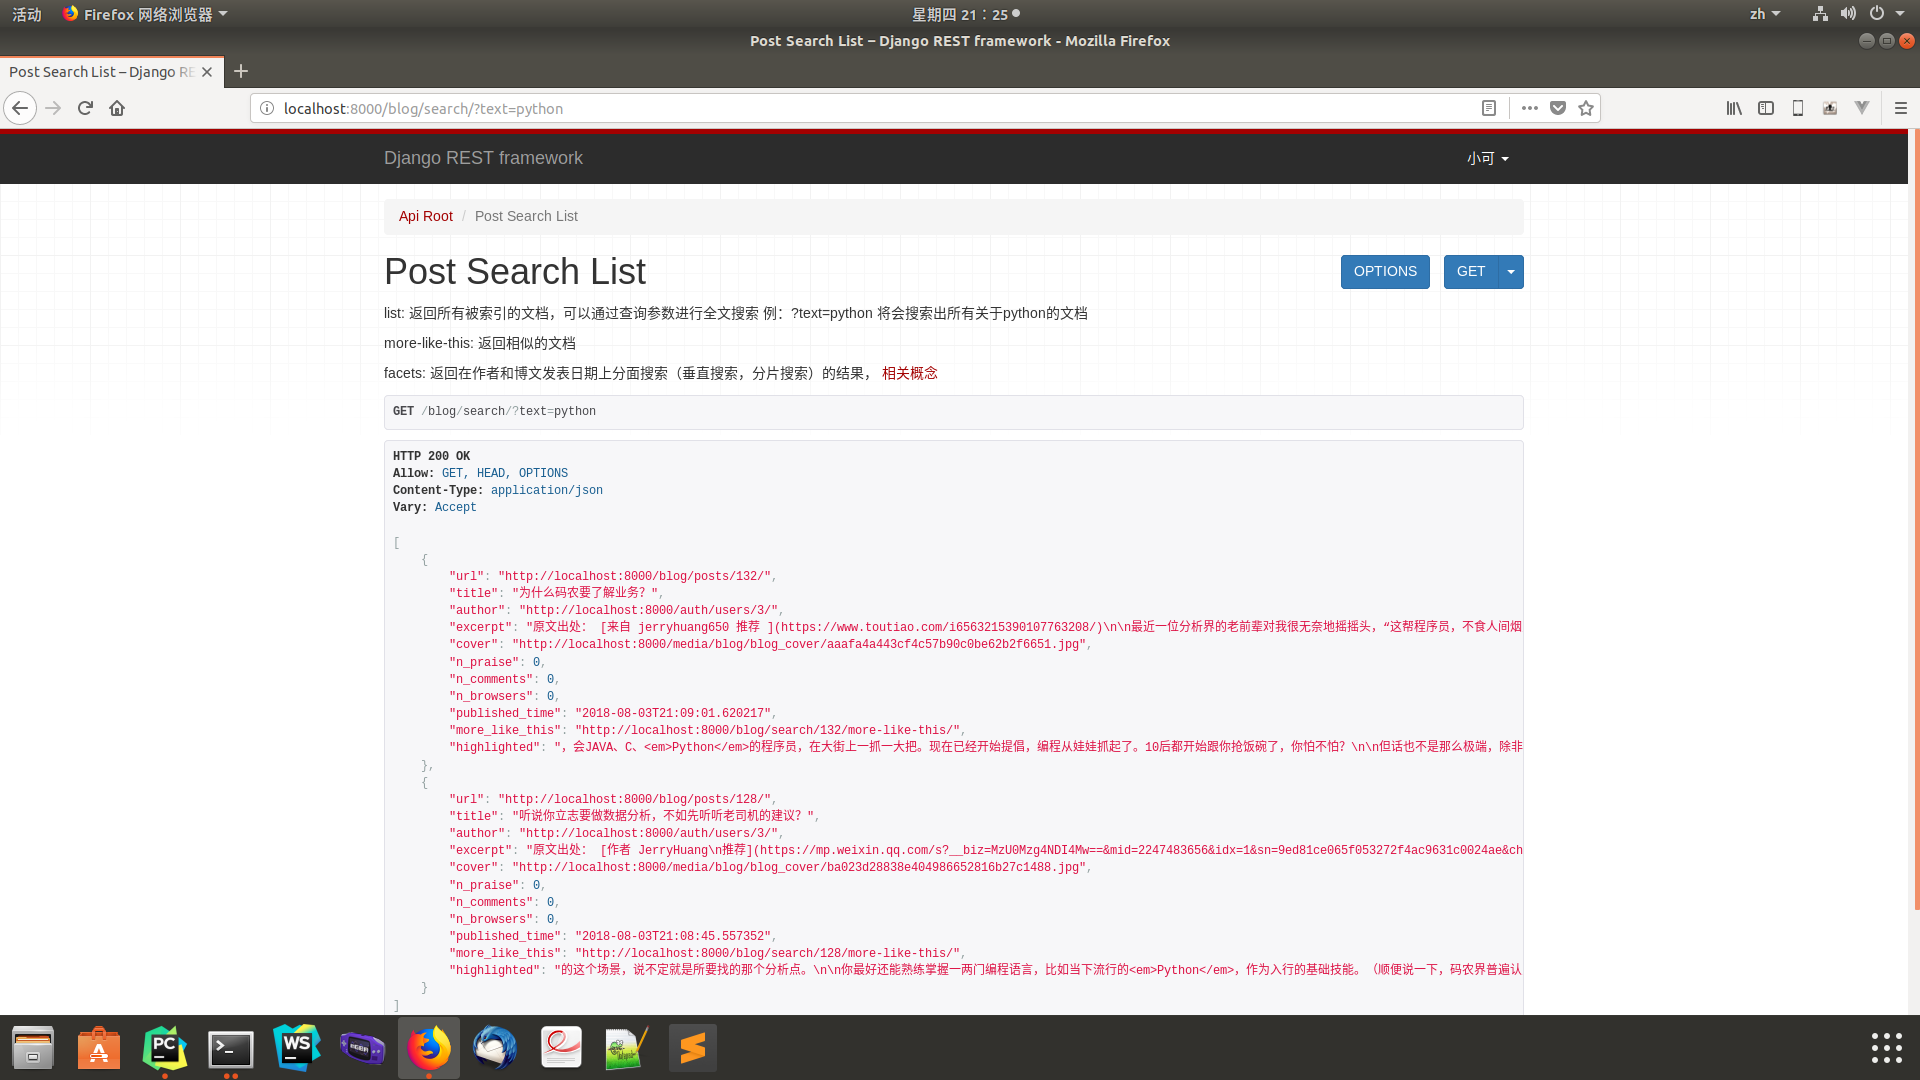 活动
Firefox 网络浏览器
星期四 21：25
zh
Post Search List – Django REST framework - Mozilla Firefox
Post Search List – Django RE
localhost:8000/blog/search/?text=python
Django REST framework
小可
Api Root / Post Search List
Post Search List
OPTIONS
GET
list: 返回所有被索引的文档，可以通过查询参数进行全文搜索 例：?text=python 将会搜索出所有关于python的文档
more-like-this: 返回相似的文档
facets: 返回在作者和博文发表日期上分面搜索（垂直搜索，分片搜索）的结果， 相关概念
GET /blog/search/?text=python
HTTP 200 OK
Allow: GET, HEAD, OPTIONS
Content-Type: application/json
Vary: Accept
[
{
"url": "http://localhost:8000/blog/posts/132/",
"title": "为什么码农要了解业务？",
"author": "http://localhost:8000/auth/users/3/",
"excerpt": "原文出处： [来自 jerryhuang650 推荐 ](https://www.toutiao.com/i6563215390107763208/)\n\n最近一位分析界的老前辈对我很无奈地摇摇头，“这帮程序员，不食人间烟
"cover": "http://localhost:8000/media/blog/blog_cover/aaafa4a443cf4c57b90c0be62b2f6651.jpg",
"n_praise": 0,
"n_comments": 0,
"n_browsers": 0,
"published_time": "2018-08-03T21:09:01.620217",
"more_like_this": "http://localhost:8000/blog/search/132/more-like-this/",
"highlighted": "，会JAVA、C、<em>Python</em>的程序员，在大街上一抓一大把。现在已经开始提倡，编程从娃娃抓起了。10后都开始跟你抢饭碗了，你怕不怕？\n\n但话也不是那么极端，除非
},
{
"url": "http://localhost:8000/blog/posts/128/",
"title": "听说你立志要做数据分析，不如先听听老司机的建议？",
"author": "http://localhost:8000/auth/users/3/",
"excerpt": "原文出处： [作者 JerryHuang\n推荐](https://mp.weixin.qq.com/s?__biz=MzU0Mzg4NDI4Mw==&mid=2247483656&idx=1&sn=9ed81ce065f053272f4ac9631c0024ae&ch
"cover": "http://localhost:8000/media/blog/blog_cover/ba023d28838e404986652816b27c1488.jpg",
"n_praise": 0,
"n_comments": 0,
"n_browsers": 0,
"published_time": "2018-08-03T21:08:45.557352",
"more_like_this": "http://localhost:8000/blog/search/128/more-like-this/",
"highlighted": "的这个场景，说不定就是所要找的那个分析点。\n\n你最好还能熟练掌握一两门编程语言，比如当下流行的<em>Python</em>，作为入行的基础技能。（顺便说一下，码农界普遍认
}
]
PC
WS